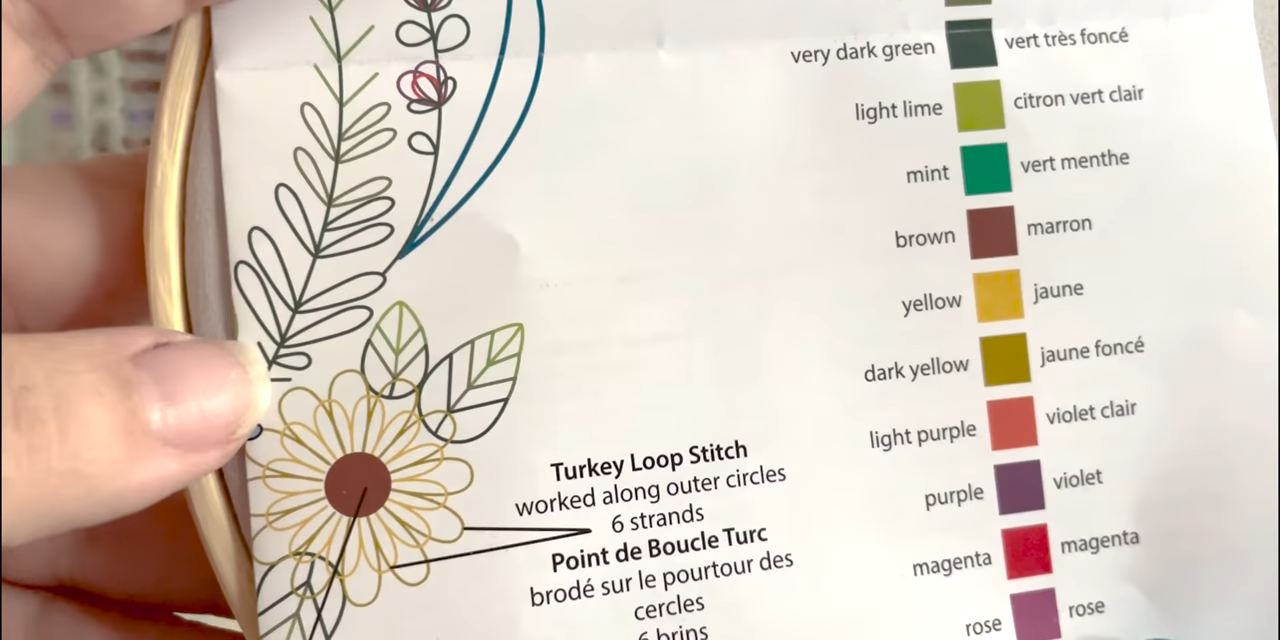 very dark green vert très foncé
light lime citron vert clair
mint vert menthe
brown marron
yellow jaune
dark yellow jaune foncé
light purple violet clair
purple violet
magenta magenta
rose rose
Turkey Loop Stitch
worked along outer circles
6 strands
Point de Boucle Turc
brodé sur le pourtour des
cercles
6 brins